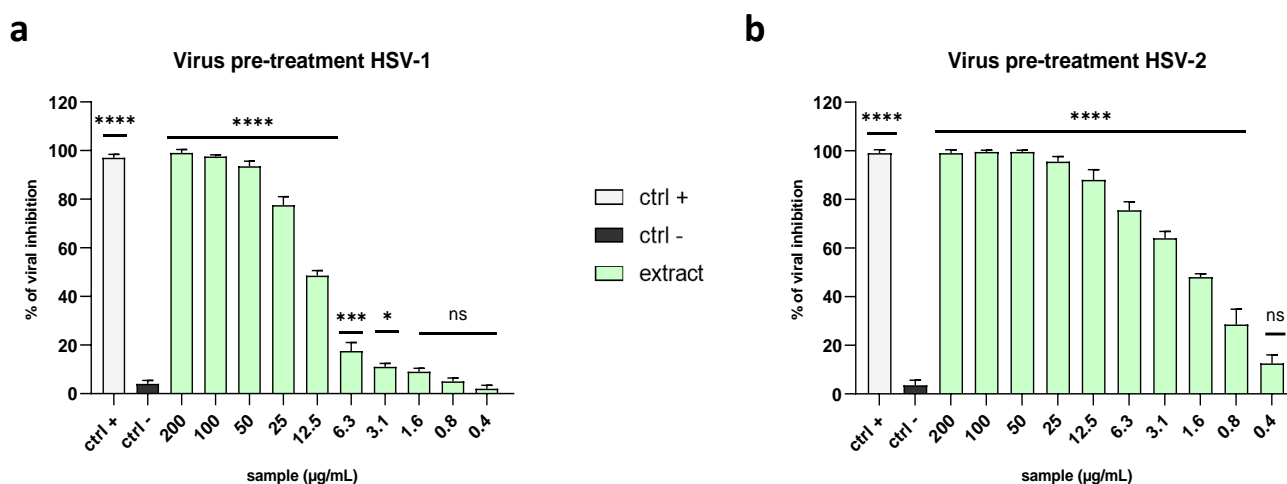 a
Virus pre-treatment HSV-1
% of viral inhibition
120
100
80
60
40
20
0
****
****
***
*
ns
ctrl +
ctrl -
200
100
50
25
12.5
6.3
3.1
1.6
0.8
0.4
sample (µg/mL)
ctrl +
ctrl -
extract
b
Virus pre-treatment HSV-2
% of viral inhibition
120
100
80
60
40
20
0
****
****
ns
ctrl +
ctrl -
200
100
50
25
12.5
6.3
3.1
1.6
0.8
0.4
sample (µg/mL)